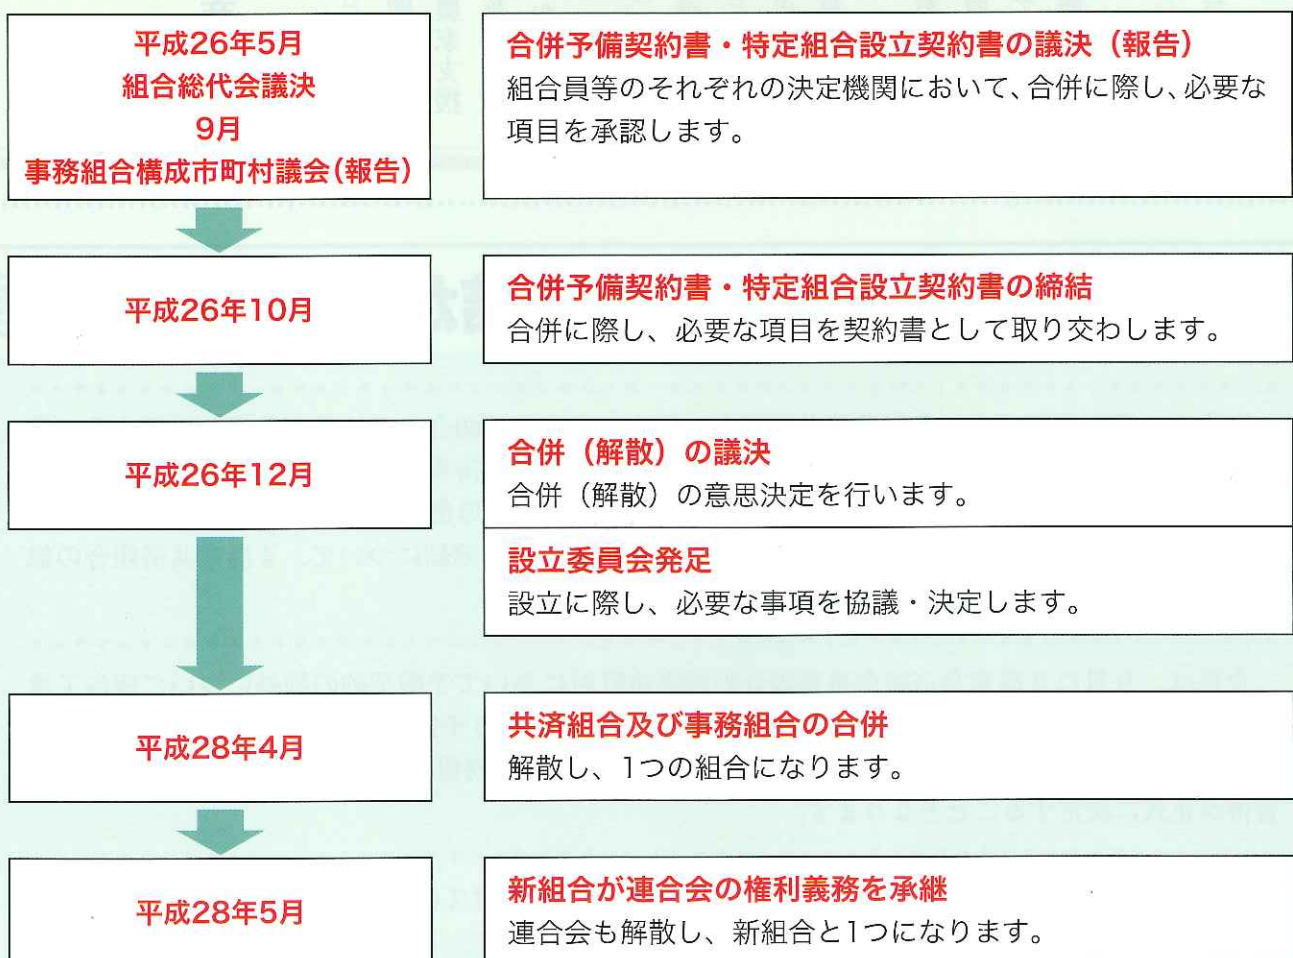 平成26年5月
組合総代会議決
9月
事務組合構成市町村議会(報告)
合併予備契約書・特定組合設立契約書の議決（報告）
組合員等のそれぞれの決定機関において、合併に際し、必要な
項目を承認します。
平成26年10月
合併予備契約書・特定組合設立契約書の締結
合併に際し、必要な項目を契約書として取り交わします。
平成26年12月
合併（解散）の議決
合併（解散）の意思決定を行います。
設立委員会発足
設立に際し、必要な事項を協議・決定します。
平成28年4月
共済組合及び事務組合の合併
解散し、1つの組合になります。
平成28年5月
新組合が連合会の権利義務を承継
連合会も解散し、新組合と1つになります。